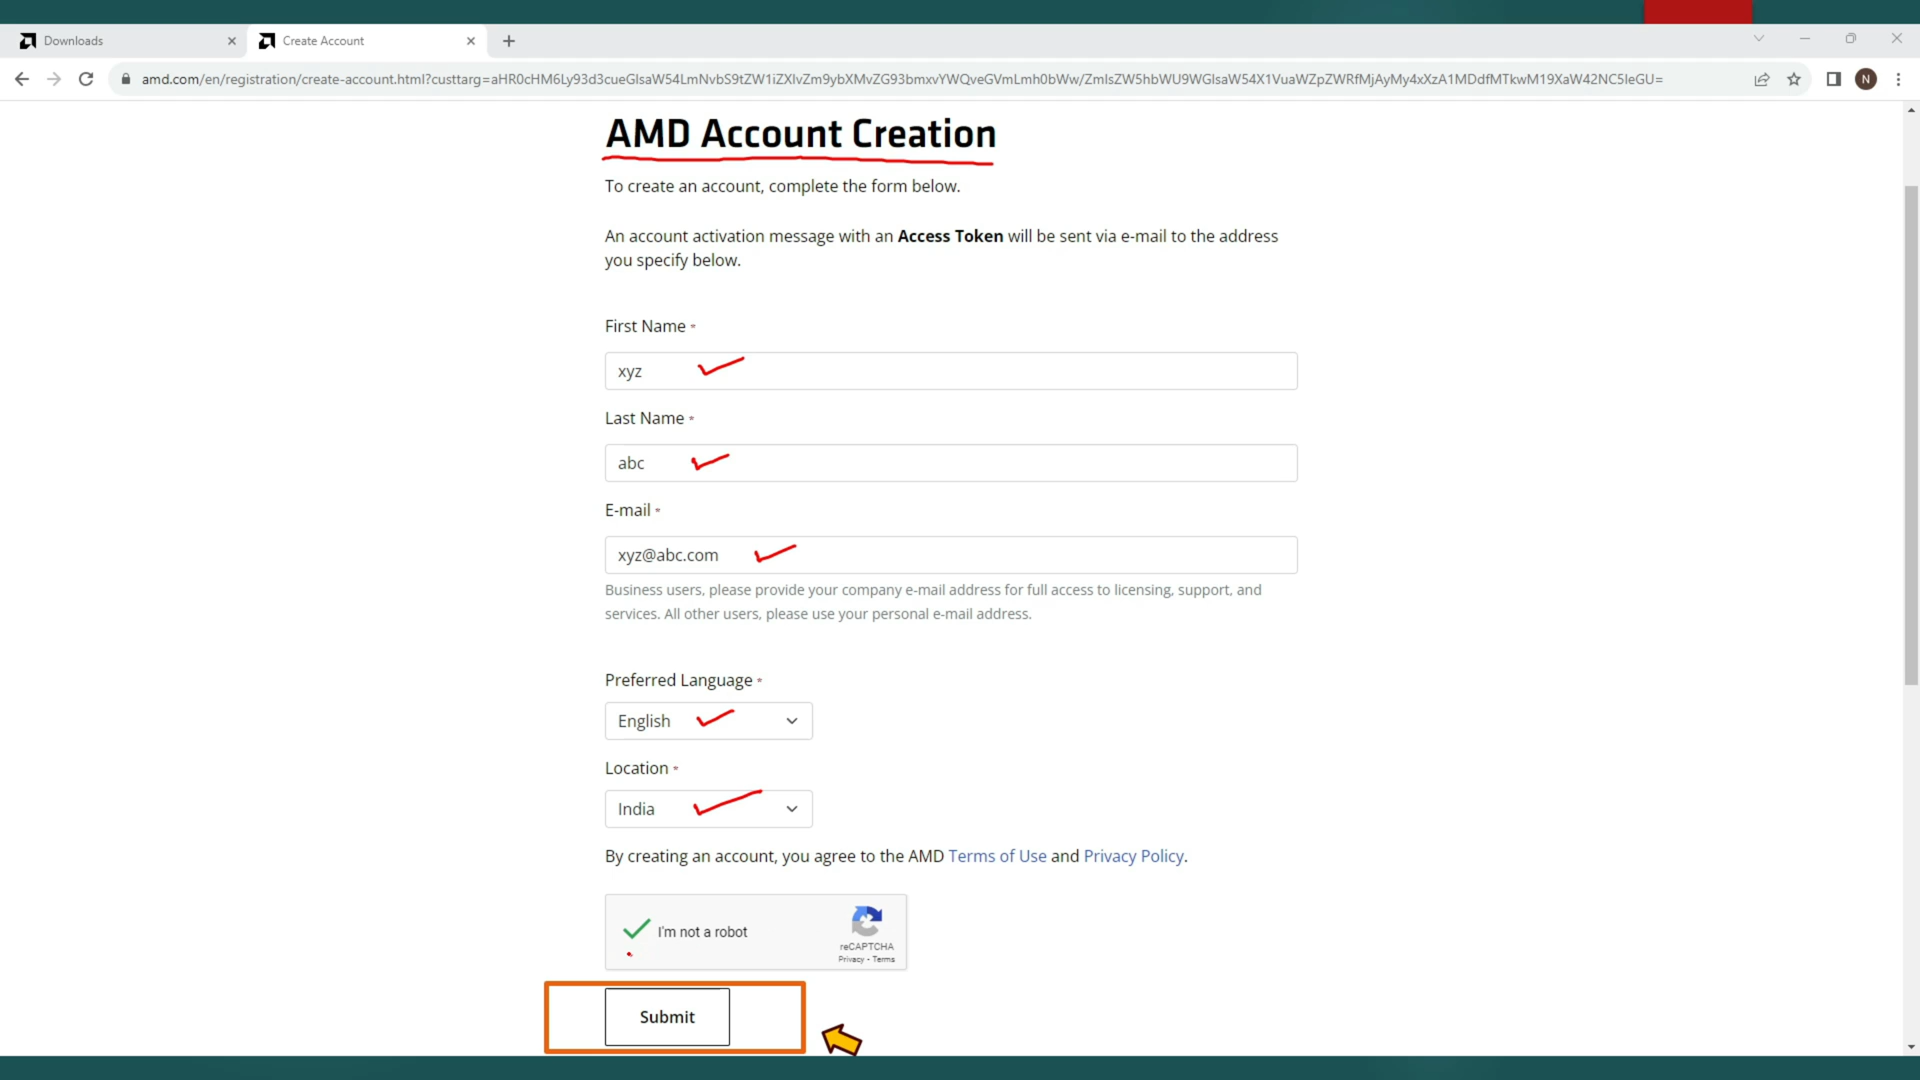 Downloads
Create Account
amd.com/en/registration/create-account.html?custtarg=aHR0cHM6Ly93d3cueGlsaW54LmNvbS9tZW1iZXIvZm9ybXMvZG93bmxvYWQveGVmLmh0bWw/ZmlsZW5hbWU9WGlsaW54X1VuaWZpZWRfMjAyMy4xXzA1MDdfMTkwM19XaW42NC5leGU=
N
AMD Account Creation
To create an account, complete the form below.
An account activation message with an Access Token will be sent via e-mail to the address
you specify below.
First Name *
xyz
Last Name *
abc
E-mail *
xyz@abc.com
Business users, please provide your company e-mail address for full access to licensing, support, and
services. All other users, please use your personal e-mail address.
Preferred Language *
English
Location *
India
By creating an account, you agree to the AMD Terms of Use and Privacy Policy.
I'm not a robot
reCAPTCHA
Privacy - Terms
Submit